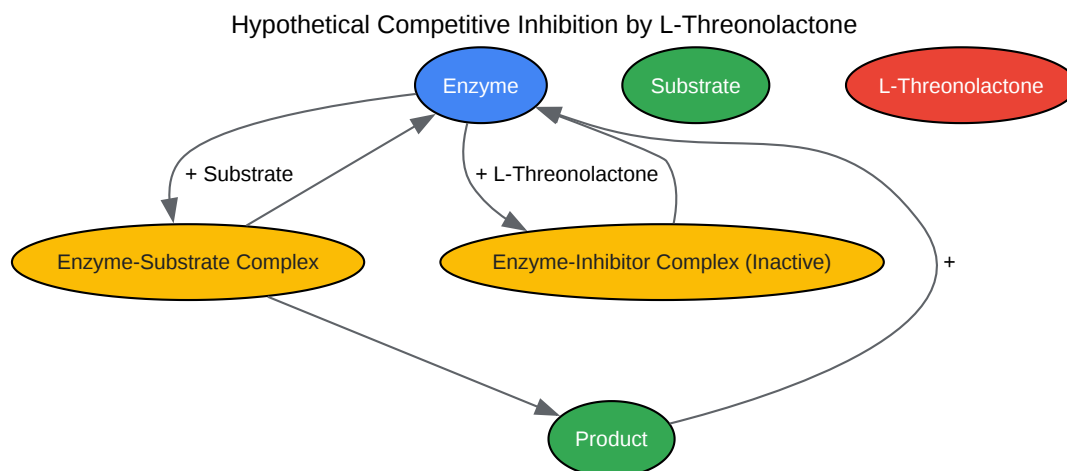 Hypothetical Competitive Inhibition by L-Threonolactone
Enzyme
Substrate
L-Threonolactone
+ Substrate
+ L-Threonolactone
Enzyme-Substrate Complex
Enzyme-Inhibitor Complex (Inactive)
+
Product